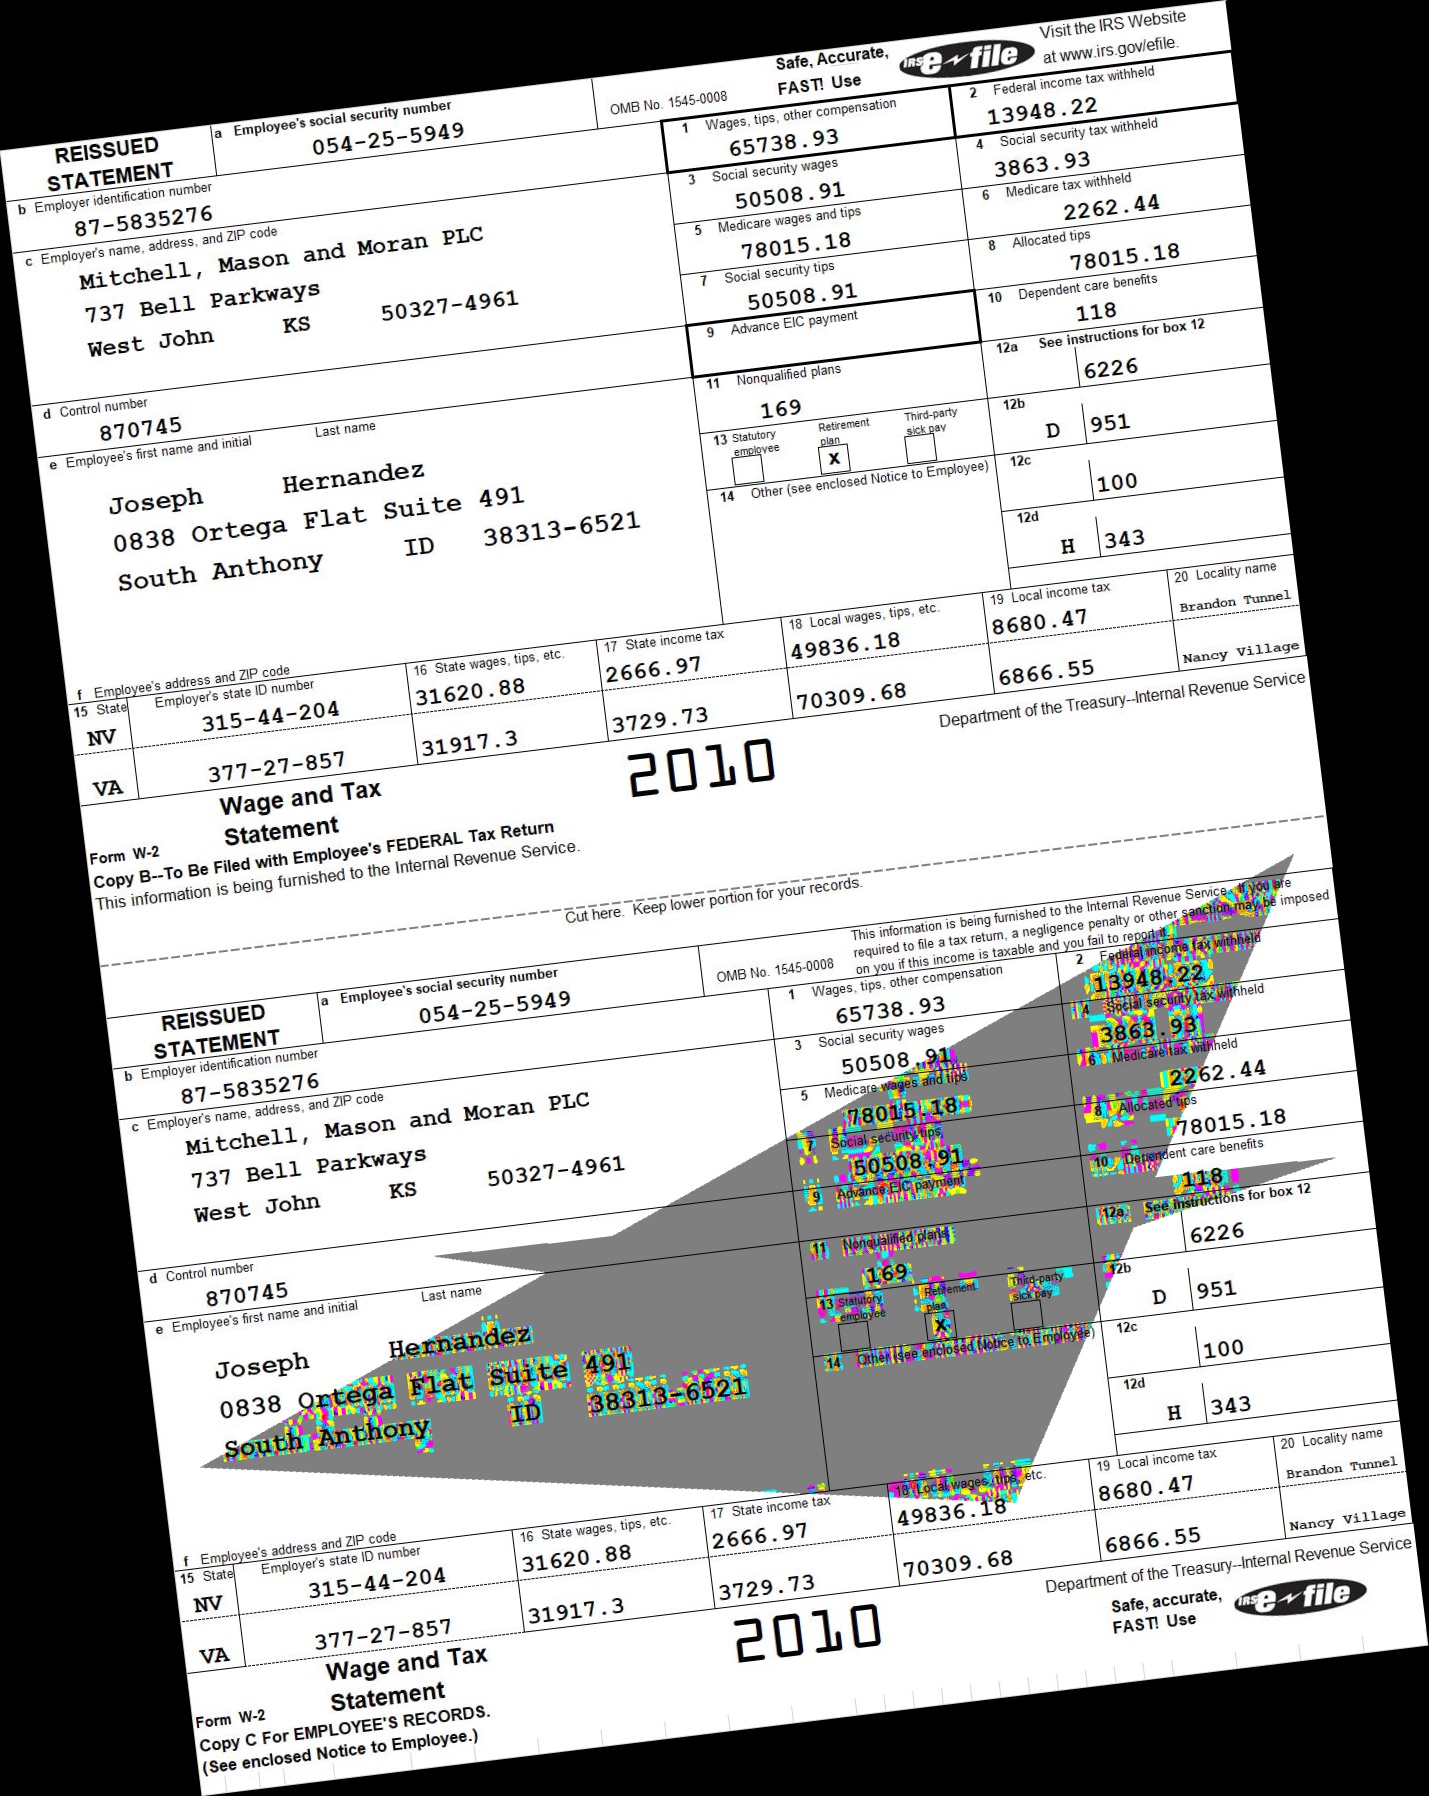 Safe, Accurate,
FAST! Use
IRS e-file
Visit the IRS Website
at www.irs.gov/efile.
REISSUED
STATEMENT
a Employee's social security number
054-25-5949
OMB No. 1545-0008
1 Wages, tips, other compensation
65738.93
2 Federal income tax withheld
13948.22
b Employer identification number
87-5835276
3 Social security wages
50508.91
4 Social security tax withheld
3863.93
c Employer's name, address, and ZIP code
Mitchell, Mason and Moran PLC
737 Bell Parkways
West John KS 50327-4961
5 Medicare wages and tips
78015.18
6 Medicare tax withheld
2262.44
7 Social security tips
50508.91
8 Allocated tips
78015.18
9 Advance EIC payment
10 Dependent care benefits
118
d Control number
870745
11 Nonqualified plans
169
12a See instructions for box 12
6226
e Employee's first name and initial Last name
Joseph Hernandez
0838 Ortega Flat Suite 491
South Anthony ID 38313-6521
13 Statutory employee
Retirement plan
X
Third-party sick pay
12b
D 951
14 Other (see enclosed Notice to Employee)
12c
100
12d
H 343
f Employee's address and ZIP code
15 State Employer's state ID number
NV 315-44-204
VA 377-27-857
16 State wages, tips, etc.
31620.88
31917.3
17 State income tax
2666.97
3729.73
18 Local wages, tips, etc.
49836.18
70309.68
19 Local income tax
8680.47
6866.55
20 Locality name
Brandon Tunnel
Nancy Village
Wage and Tax
Statement
Form W-2
2010
Department of the Treasury--Internal Revenue Service
Copy B--To Be Filed with Employee's FEDERAL Tax Return
This information is being furnished to the Internal Revenue Service.
Cut here. Keep lower portion for your records.
This information is being furnished to the Internal Revenue Service. If you are
required to file a tax return, a negligence penalty or other sanction may be imposed
on you if this income is taxable and you fail to report it.
REISSUED
STATEMENT
a Employee's social security number
054-25-5949
OMB No. 1545-0008
1 Wages, tips, other compensation
65738.93
2 Federal income tax withheld
13948.22
b Employer identification number
87-5835276
3 Social security wages
50508.91
4 Social security tax withheld
3863.93
c Employer's name, address, and ZIP code
Mitchell, Mason and Moran PLC
737 Bell Parkways
West John KS 50327-4961
5 Medicare wages and tips
78015.18
6 Medicare tax withheld
2262.44
7 Social security tips
50508.91
8 Allocated tips
78015.18
9 Advance EIC payment
10 Dependent care benefits
118
d Control number
870745
11 Nonqualified plans
169
12a See instructions for box 12
6226
e Employee's first name and initial Last name
Joseph Hernandez
0838 Ortega Flat Suite 491
South Anthony ID 38313-6521
13 Statutory employee
Retirement plan
X
Third-party sick pay
12b
D 951
14 Other (see enclosed Notice to Employee)
12c
100
12d
H 343
f Employee's address and ZIP code
15 State Employer's state ID number
NV 315-44-204
VA 377-27-857
16 State wages, tips, etc.
31620.88
31917.3
17 State income tax
2666.97
3729.73
18 Local wages, tips, etc.
49836.18
70309.68
19 Local income tax
8680.47
6866.55
20 Locality name
Brandon Tunnel
Nancy Village
Wage and Tax
Statement
Form W-2
2010
Department of the Treasury--Internal Revenue Service
Safe, accurate,
FAST! Use
IRS e-file
Copy C For EMPLOYEE'S RECORDS.
(See enclosed Notice to Employee.)